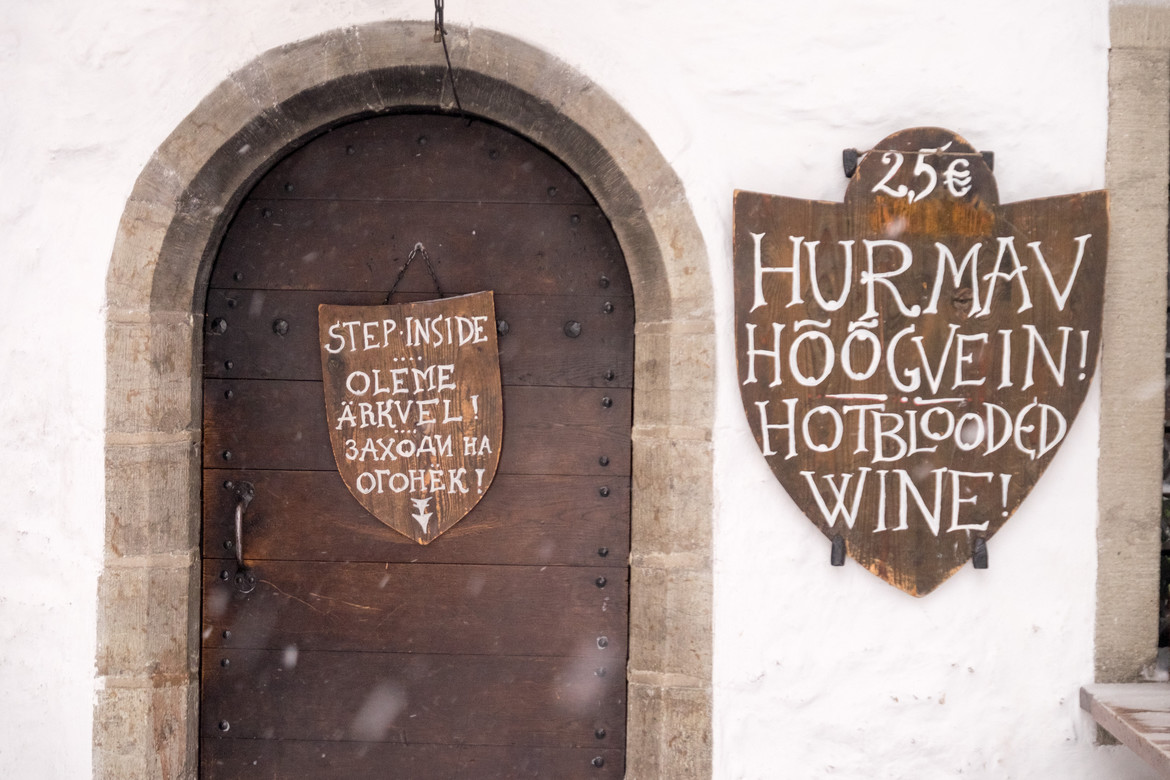 STEP·INSIDE
OLEME
ÄRKVEL!
ЗАХОДИ НА
ОГОНЁК!
2,5€
HURMAV
HÕÕGVEIN!
HOTBLOODED
WINE!